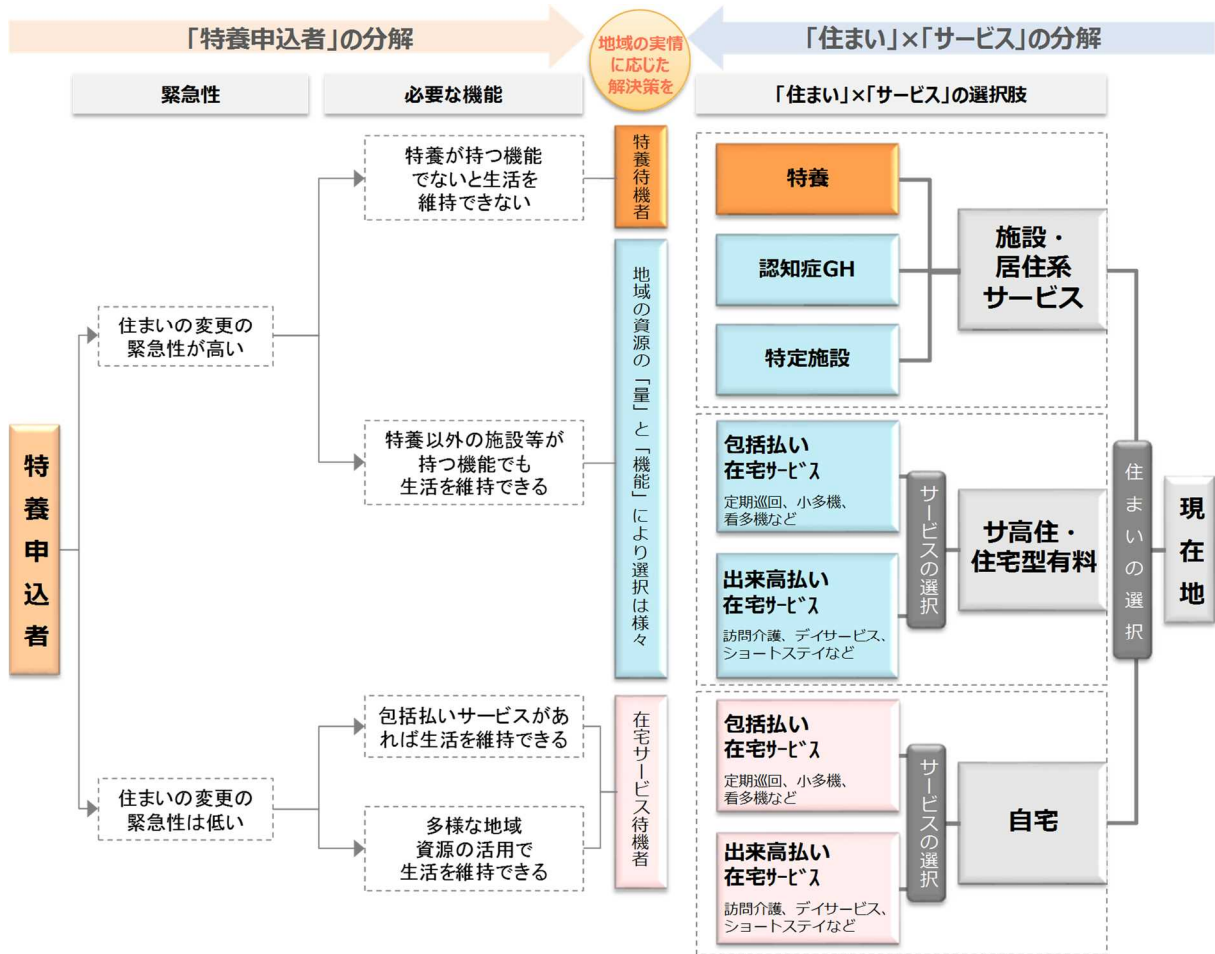 「特養申込者」の分解
地域の実情
に応じた
解決策を
「住まい」×「サービス」の分解
緊急性
必要な機能
「住まい」×「サービス」の選択肢
特養申込者
住まいの変更の
緊急性が高い
住まいの変更の
緊急性は低い
特養が持つ機能
でないと生活を
維持できない
特養以外の施設等が
持つ機能でも
生活を維持できる
包括払いサービスがあ
れば生活を維持できる
多様な地域
資源の活用で
生活を維持できる
特養待機者
地域の資源の「量」と「機能」により選択は様々
在宅サービス待機者
特養
認知症GH
特定施設
施設・
居住系
サービス
包括払い
在宅ｻｰﾋﾞｽ
定期巡回、小多機、
看多機など
出来高払い
在宅ｻｰﾋﾞｽ
訪問介護、デイサービス、
ショートステイなど
サービスの選択
サ高住・
住宅型有料
包括払い
在宅ｻｰﾋﾞｽ
定期巡回、小多機、
看多機など
出来高払い
在宅ｻｰﾋﾞｽ
訪問介護、デイサービス、
ショートステイなど
サービスの選択
自宅
住まいの選択
現在地